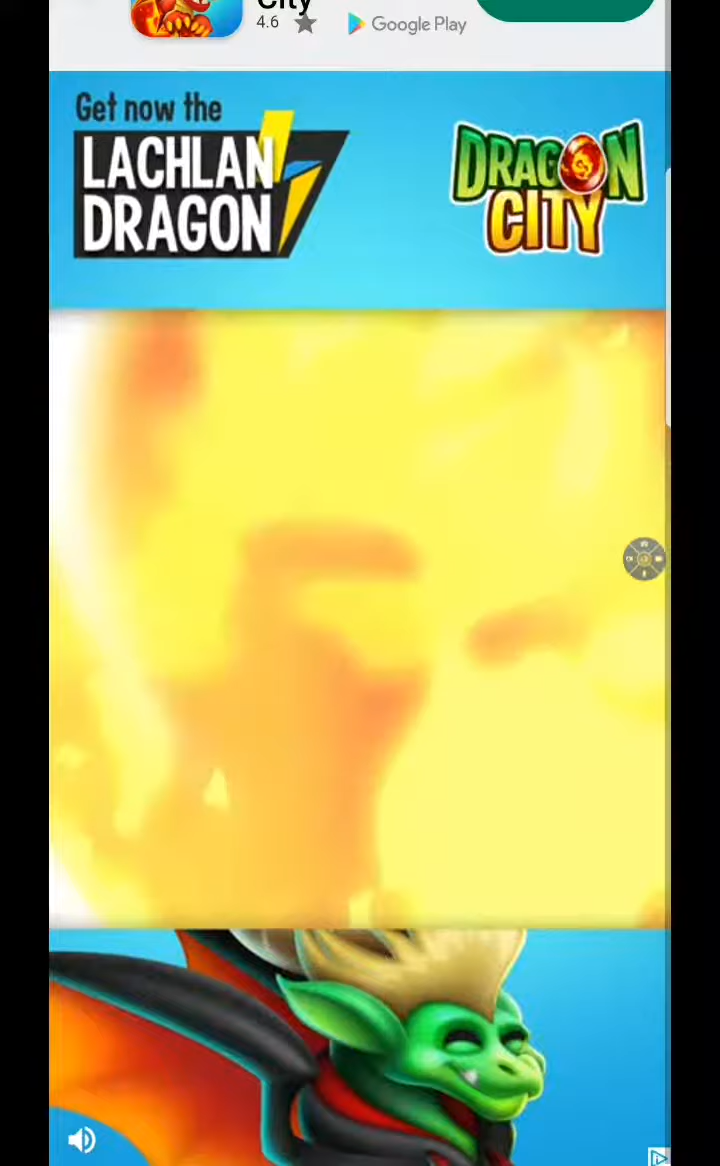 City
4.6
Google Play
Get now the
LACHLAN
DRAGON
DRAGON
CITY